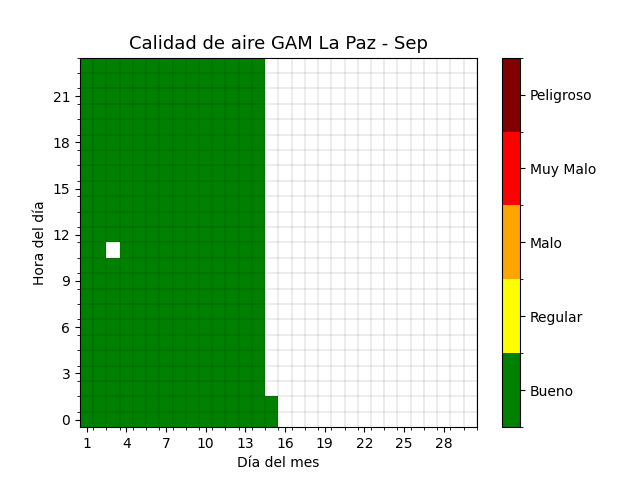 Calidad de aire GAM La Paz - Sep
21
18
15
12
9
6
3
0
Hora del día
1 4 7 10 13 16 19 22 25 28
Día del mes
Peligroso
Muy Malo
Malo
Regular
Bueno